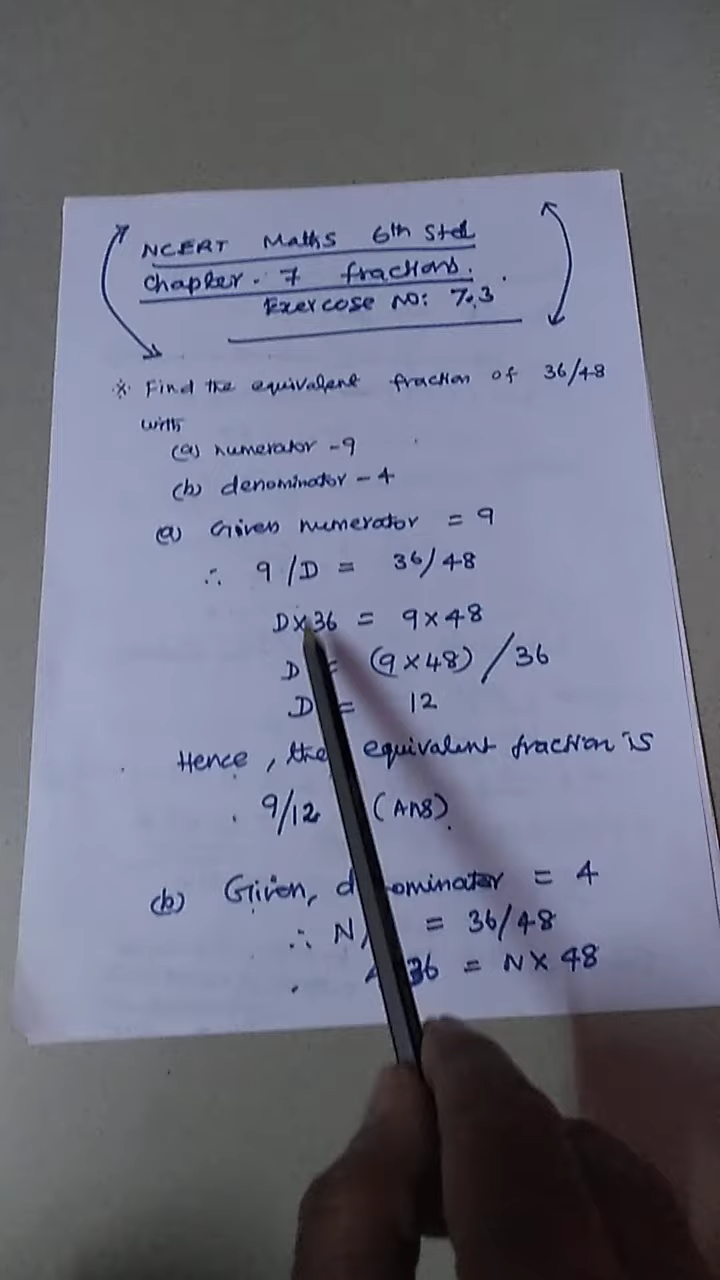 NCERT Maths 6th Std
Chapter. 7 fractions.
Exercose NO: 7.3
* Find the equivalent fraction of 36/48
with
(a) numerator - 9
(b) denominator - 4
(a) Given numerator = 9
∴ 9/D = 36/48
D×36 = 9×48
D = (9×48)/36
D = 12
Hence, the equivalent fraction is
9/12 (Ans).
(b) Given, denominator = 4
∴ N/ = 36/48
36 = N×48